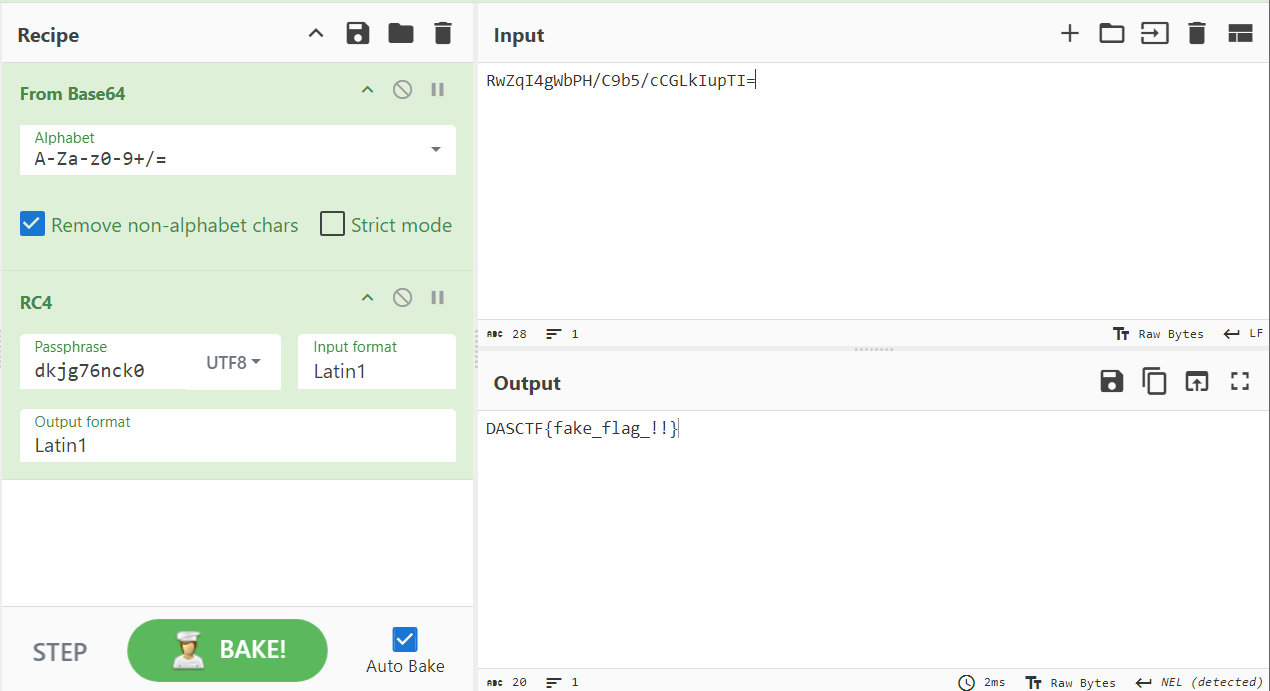 Recipe
From Base64
Alphabet
A-Za-z0-9+/=
Remove non-alphabet chars
Strict mode
RC4
Passphrase
dkjg76nck0
UTF8
Input format
Latin1
Output format
Latin1
STEP
BAKE!
Auto Bake
Input
RwZqI4gWbPH/C9b5/cCGLkIupTI=
ABC 28 1
Tт Raw Bytes LF
Output
DASCTF{fake_flag_!!}
ABC 20 1
2ms Tт Raw Bytes NEL (detected)